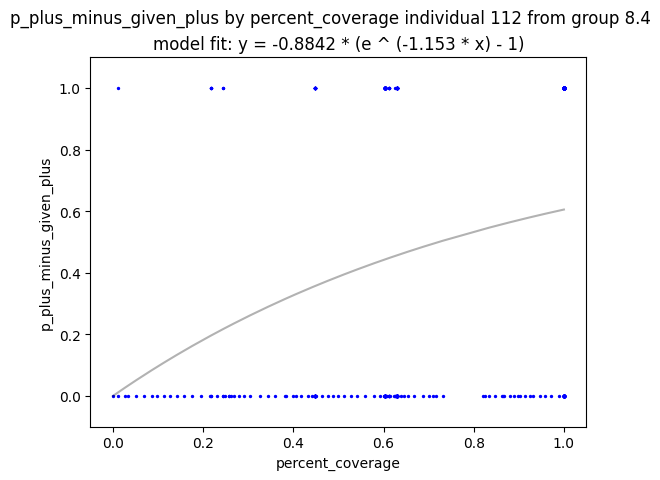 p_plus_minus_given_plus by percent_coverage individual 112 from group 8.4
model fit: y = -0.8842 * (e ^ (-1.153 * x) - 1)
p_plus_minus_given_plus
1.0
0.8
0.6
0.4
0.2
0.0
0.0 0.2 0.4 0.6 0.8 1.0
percent_coverage